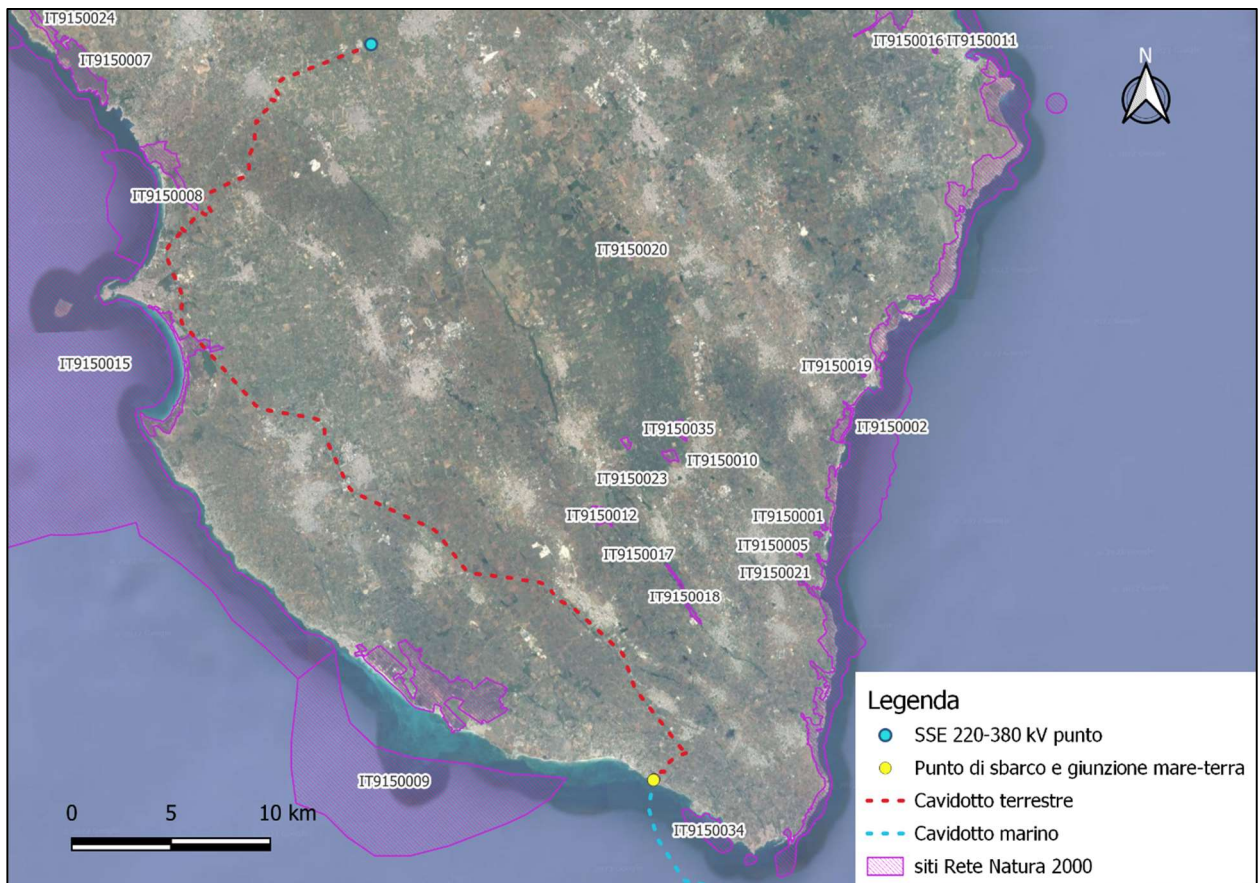 IT9150024
IT9150016
IT9150011
N
IT9150007
IT9150008
IT9150020
IT9150015
IT9150019
IT9150002
IT9150035
IT9150010
IT9150023
IT9150012
IT9150001
IT9150005
IT9150017
IT9150021
IT9150018
IT9150009
IT9150034
0 5 10 km
Legenda
SSE 220-380 kV punto
Punto di sbarco e giunzione mare-terra
Cavidotto terrestre
Cavidotto marino
siti Rete Natura 2000